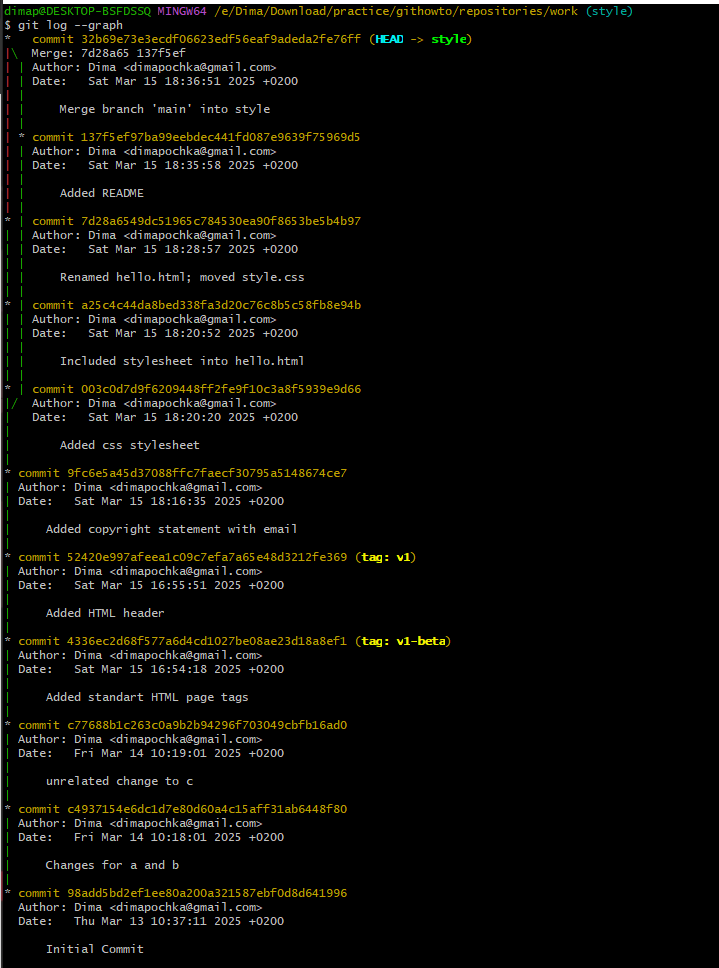 dimap@DESKTOP-BSFDSSQ MINGW64 /e/Dima/Download/practice/githowto/repositories/work (style)
$ git log --graph
*   commit 32b69e73e3ecdf06623edf56eaf9adeda2fe76ff (HEAD -> style)
|\  Merge: 7d28a65 137f5ef
| | Author: Dima <dimapochka@gmail.com>
| | Date:   Sat Mar 15 18:36:51 2025 +0200
| |
| |     Merge branch 'main' into style
| |
| * commit 137f5ef97ba99eebdec441fd087e9639f75969d5
| | Author: Dima <dimapochka@gmail.com>
| | Date:   Sat Mar 15 18:35:58 2025 +0200
| |
| |     Added README
| |
* | commit 7d28a6549dc51965c784530ea90f8653be5b4b97
| | Author: Dima <dimapochka@gmail.com>
| | Date:   Sat Mar 15 18:28:57 2025 +0200
| |
| |     Renamed hello.html; moved style.css
| |
* | commit a25c4c44da8bed338fa3d20c76c8b5c58fb8e94b
| | Author: Dima <dimapochka@gmail.com>
| | Date:   Sat Mar 15 18:20:52 2025 +0200
| |
| |     Included stylesheet into hello.html
| |
* | commit 003c0d7d9f6209448ff2fe9f10c3a8f5939e9d66
|/  Author: Dima <dimapochka@gmail.com>
|   Date:   Sat Mar 15 18:20:20 2025 +0200
|
|       Added css stylesheet
|
* commit 9fc6e5a45d37088ffc7faecf30795a5148674ce7
| Author: Dima <dimapochka@gmail.com>
| Date:   Sat Mar 15 18:16:35 2025 +0200
|
|     Added copyright statement with email
|
* commit 52420e997afeea1c09c7efa7a65e48d3212fe369 (tag: v1)
| Author: Dima <dimapochka@gmail.com>
| Date:   Sat Mar 15 16:55:51 2025 +0200
|
|     Added HTML header
|
* commit 4336ec2d68f577a6d4cd1027be08ae23d18a8ef1 (tag: v1-beta)
| Author: Dima <dimapochka@gmail.com>
| Date:   Sat Mar 15 16:54:18 2025 +0200
|
|     Added standart HTML page tags
|
* commit c77688b1c263c0a9b2b94296f703049cbfb16ad0
| Author: Dima <dimapochka@gmail.com>
| Date:   Fri Mar 14 10:19:01 2025 +0200
|
|     unrelated change to c
|
* commit c4937154e6dc1d7e80d60a4c15aff31ab6448f80
| Author: Dima <dimapochka@gmail.com>
| Date:   Fri Mar 14 10:18:01 2025 +0200
|
|     Changes for a and b
|
* commit 98add5bd2ef1ee80a200a321587ebf0d8d641996
  Author: Dima <dimapochka@gmail.com>
  Date:   Thu Mar 13 10:37:11 2025 +0200

      Initial Commit